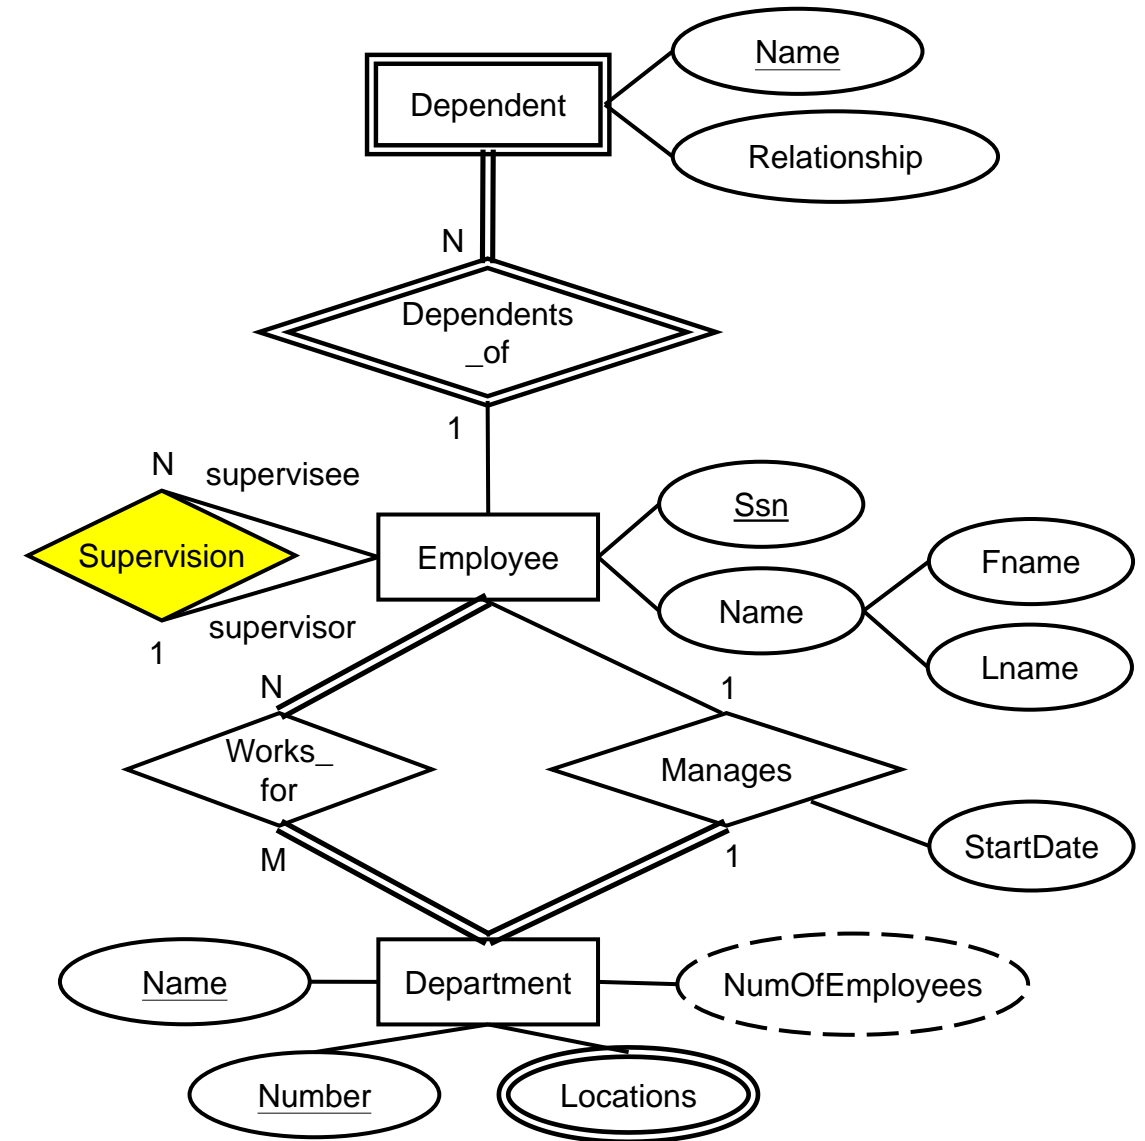 Name
Dependent
Relationship
N
Dependents
_of
1
N
supervisee
Ssn
Supervision
Employee
Fname
Name
supervisor
1
Lname
N
1
Works_
for
Manages
M
1
StartDate
Name
Department
NumOfEmployees
Number
Locations